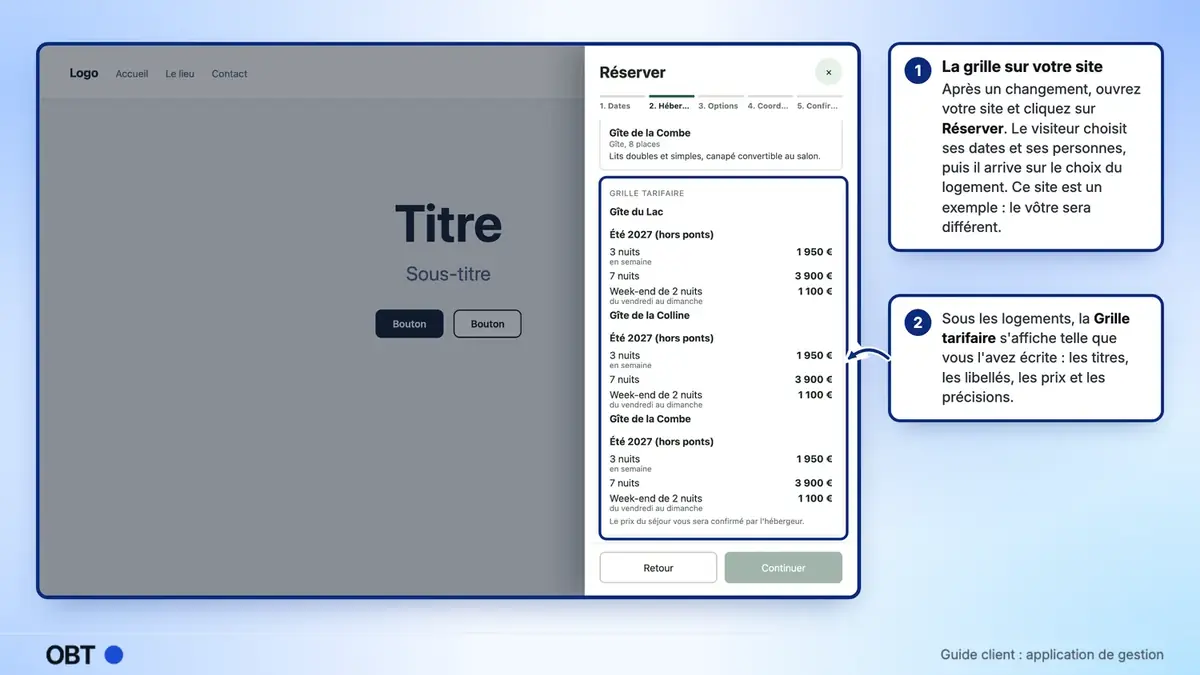 Logo Accueil Le lieu Contact
Titre
Sous-titre
Bouton Bouton
Réserver
×
1. Dates 2. Héber... 3. Options 4. Coord... 5. Confir...
Gîte de la Combe
Gîte, 8 places
Lits doubles et simples, canapé convertible au salon.
GRILLE TARIFAIRE
Gîte du Lac
Été 2027 (hors ponts)
3 nuits 1 950 €
en semaine
7 nuits 3 900 €
Week-end de 2 nuits 1 100 €
du vendredi au dimanche
Gîte de la Colline
Été 2027 (hors ponts)
3 nuits 1 950 €
en semaine
7 nuits 3 900 €
Week-end de 2 nuits 1 100 €
du vendredi au dimanche
Gîte de la Combe
Été 2027 (hors ponts)
3 nuits 1 950 €
en semaine
7 nuits 3 900 €
Week-end de 2 nuits 1 100 €
du vendredi au dimanche
Le prix du séjour vous sera confirmé par l'hébergeur.
Retour Continuer
1 La grille sur votre site
Après un changement, ouvrez
votre site et cliquez sur
Réserver. Le visiteur choisit
ses dates et ses personnes,
puis il arrive sur le choix du
logement. Ce site est un
exemple : le vôtre sera
différent.
2 Sous les logements, la Grille
tarifaire s'affiche telle que
vous l'avez écrite : les titres,
les libellés, les prix et les
précisions.
OBT
Guide client : application de gestion